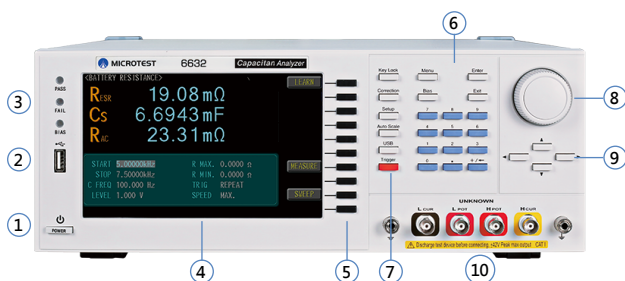 MICROTEST 6632 Capacitan Analyzer
<BATTERY RESISTANCE>
LEARN
RESR 19.08mΩ
Cs 6.6943mF
RAC 23.31mΩ
START 5.00000kHz R MAX. 0.0000 Ω
STOP 7.50000kHz R MIN. 0.0000 Ω
C FREQ 100.000 Hz TRIG REPEAT
LEVEL 1.000 V SPEED MAX.
MEASURE
SWEEP
PASS
FAIL
BIAS
POWER
Key Lock Menu Enter
Correction Bias Exit
Setup 7 8 9
Auto Scale 4 5 6
USB 1 2 3
Trigger 0 . +/←
UNKNOWN
L CUR L POT H POT H CUR
Discharge test device before connecting. ±42V Peak max output CAT I
1
2
3
4
5
6
7
8
9
10